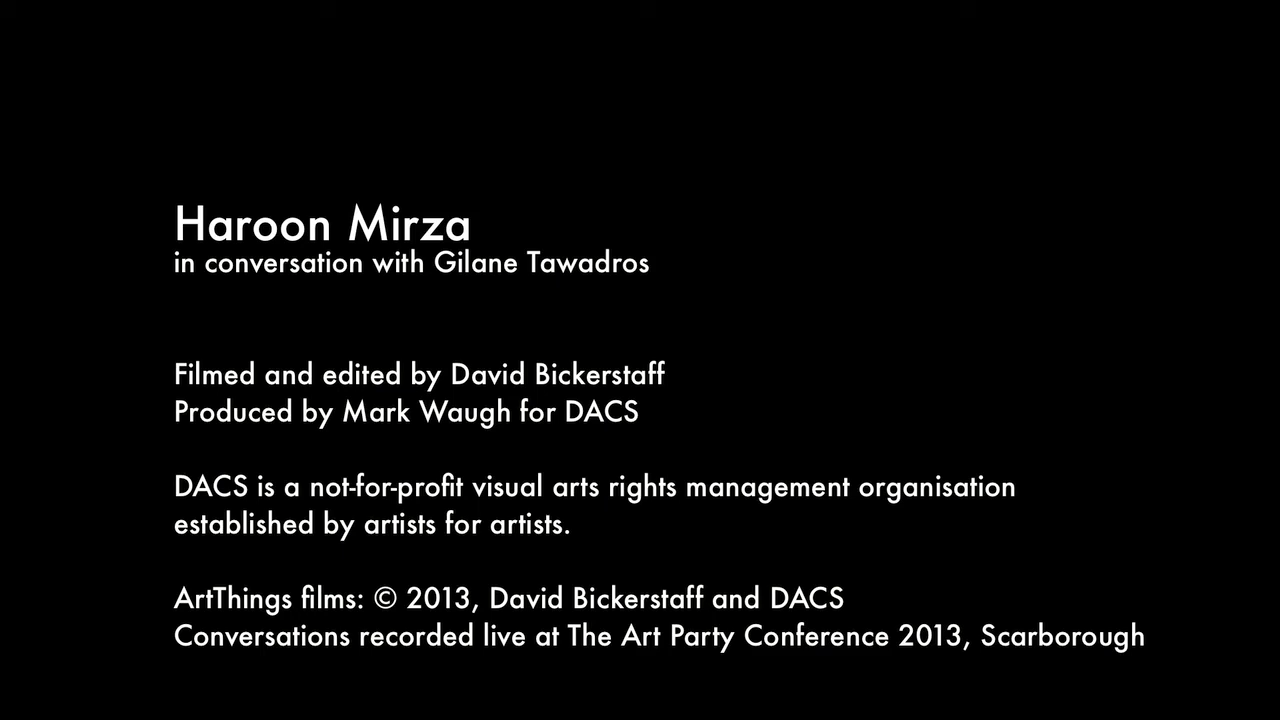 Haroon Mirza
in conversation with Gilane Tawadros
Filmed and edited by David Bickerstaff
Produced by Mark Waugh for DACS
DACS is a not-for-profit visual arts rights management organisation
established by artists for artists.
ArtThings films: © 2013, David Bickerstaff and DACS
Conversations recorded live at The Art Party Conference 2013, Scarborough